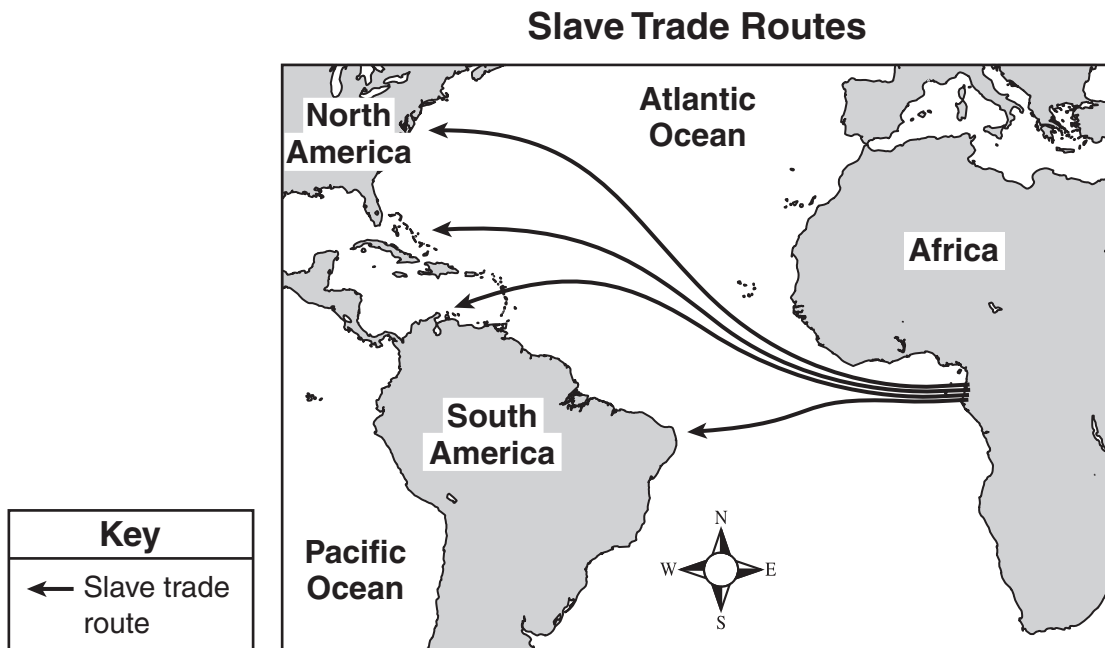 Slave Trade Routes
North
America
Atlantic
Ocean
Africa
South
America
Pacific
Ocean
N
W
E
S
Key
Slave trade
route